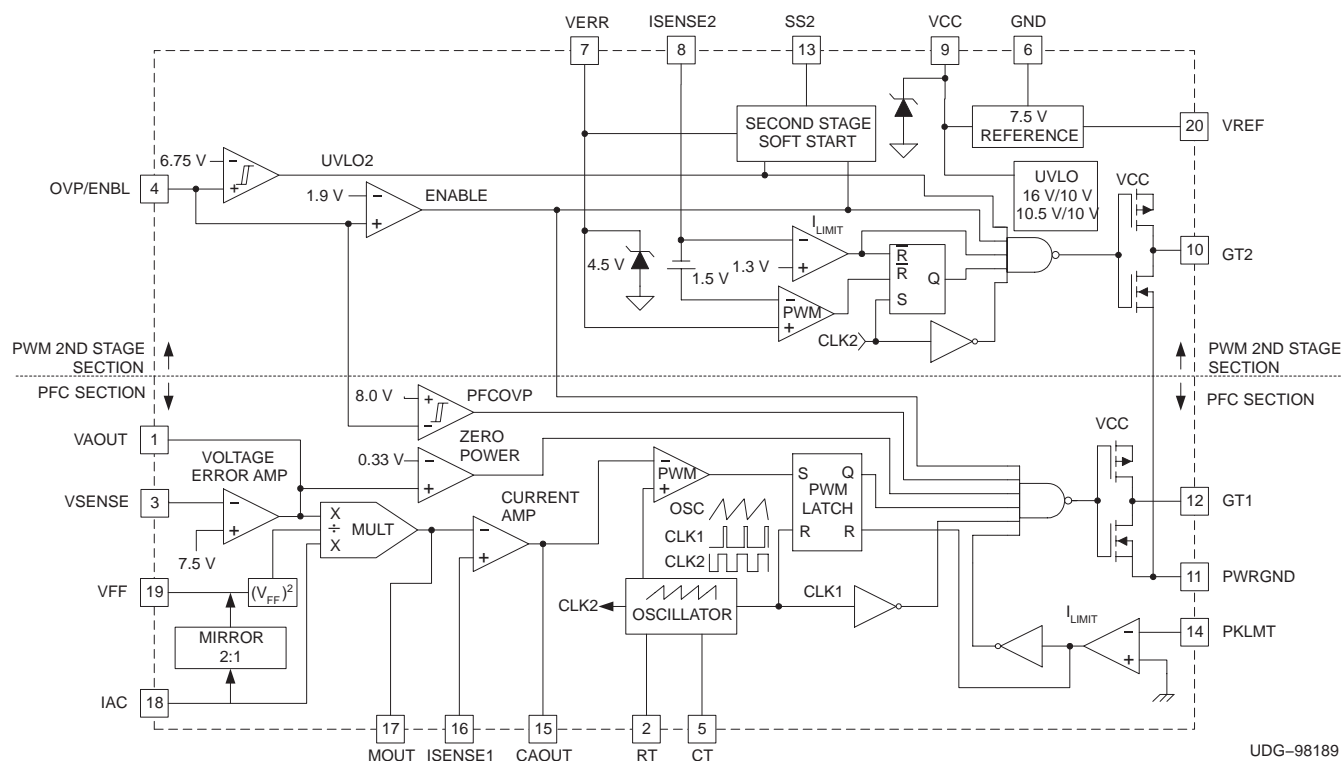 VERR
ISENSE2
SS2
VCC
GND
7
8
13
9
6
SECOND STAGE
SOFT START
7.5 V
REFERENCE
20
VREF
6.75 V
−
+
UVLO2
OVP/ENBL
4
1.9 V
−
+
ENABLE
UVLO
16 V/10 V
10.5 V/10 V
VCC
I LIMIT
−
+
4.5 V
1.5 V
1.3 V
R
R
Q
S
10
GT2
−
+
PWM
CLK2
PWM 2ND STAGE
SECTION
PWM 2ND STAGE
SECTION
PFC SECTION
PFC SECTION
8.0 V
+
−
PFCOVP
VAOUT
1
VOLTAGE
ERROR AMP
0.33 V
−
+
ZERO
POWER
VCC
VSENSE
3
−
+
7.5 V
X
÷
X
MULT
CURRENT
AMP
−
+
−
+
PWM
OSC
CLK1
CLK2
S
Q
PWM
LATCH
R
R
12
GT1
VFF
19
(VFF)2
CLK2
OSCILLATOR
CLK1
11
PWRGND
MIRROR
2:1
I LIMIT
−
+
14
PKLMT
IAC
18
17
16
15
2
5
MOUT
ISENSE1
CAOUT
RT
CT
UDG–98189